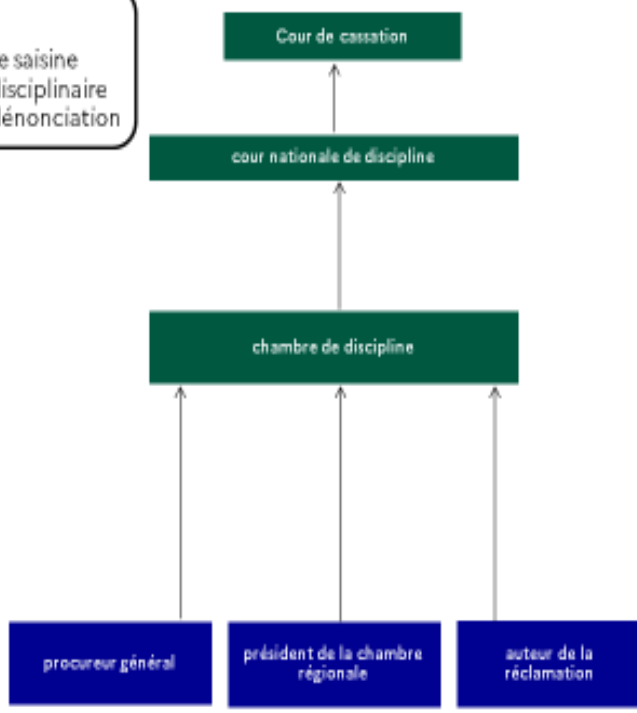 saisine
disciplinaire
dénonciation
Cour de cassation
cour nationale de discipline
chambre de discipline
procureur général
président de la chambre
régionale
auteur de la
réclamation